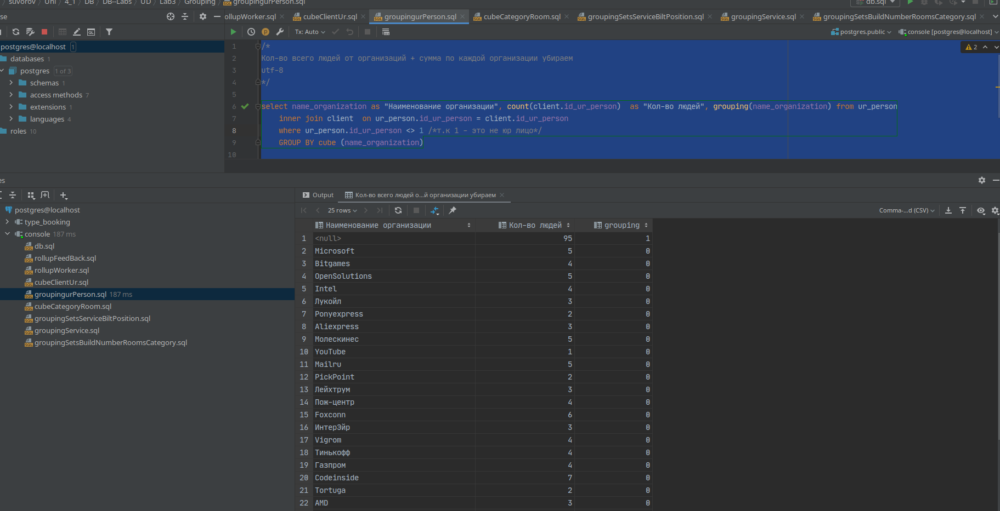 suvorov Uni 4_1 DB DB--Labs UD Lab3 Grouping groupingurPerson.sql db.sql
se
ollupWorker.sql cubeClientUr.sql groupingurPerson.sql cubeCategoryRoom.sql groupingSetsServiceBiltPosition.sql groupingService.sql groupingSetsBuildNumberRoomsCategory.sql
Tx: Auto postgres.public console [postgres@localhost]
postgres@localhost 1
databases 1
postgres 1 of 3
schemas 1
access methods 7
extensions 1
languages 4
roles 10
1 /*
2 Кол-во всего людей от организаций + сумма по каждой организации убираем
3 utf-8
4 */
5
6 select name_organization as "Наименование организации", count(client.id_ur_person)  as "Кол-во людей", grouping(name_organization) from ur_person
7 inner join client  on ur_person.id_ur_person = client.id_ur_person
8 where ur_person.id_ur_person <> 1 /*т.к 1 - это не юр лицо*/
9 GROUP BY cube (name_organization)
10
2
es
postgres@localhost
type_booking
console 187 ms
db.sql
rollupFeedBack.sql
rollupWorker.sql
cubeClientUr.sql
groupingurPerson.sql 187 ms
cubeCategoryRoom.sql
groupingSetsServiceBiltPosition.sql
groupingService.sql
groupingSetsBuildNumberRoomsCategory.sql
Output Кол-во всего людей о...й организации убираем
25 rows Comma-...d (CSV)
Наименование организации Кол-во людей grouping
1 <null> 95 1
2 Microsoft 5 0
3 Bitgames 4 0
4 OpenSolutions 5 0
5 Intel 4 0
6 Лукойл 3 0
7 Ponyexpress 2 0
8 Aliexpress 3 0
9 Молескинес 5 0
10 YouTube 1 0
11 Mailru 5 0
12 PickPoint 2 0
13 Лейхтрум 3 0
14 Пож-центр 4 0
15 Foxconn 6 0
16 ИнтерЭйр 3 0
17 Vigrom 4 0
18 Тинькофф 4 0
19 Газпром 4 0
20 Codeinside 7 0
21 Tortuga 2 0
22 AMD 3 0